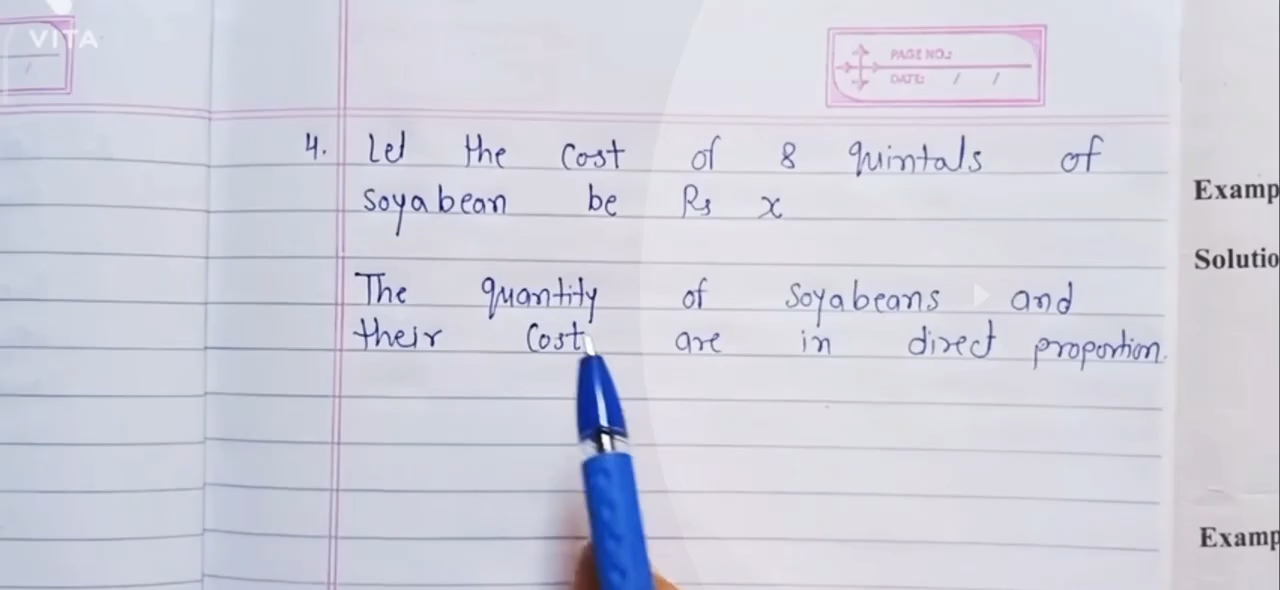 VITA
PAGE NO.:
DATE: / /
4. Let the cost of 8 quintals of
soyabean be Rs x
The quantity of soyabeans and
their cost are in direct proportion.
Examp
Solutio
Examp